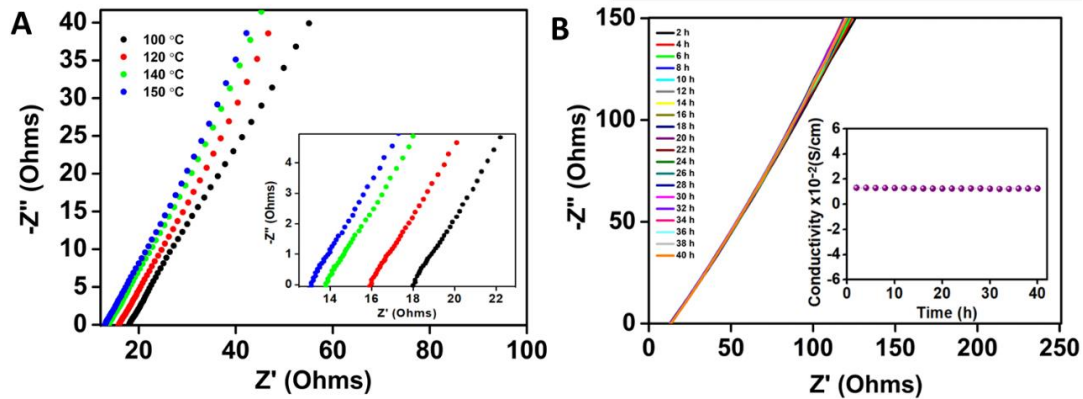 A
-Z'' (Ohms)
40
35
30
25
20
15
10
5
0
100 °C
120 °C
140 °C
150 °C
-Z'' (Ohms)
4
3
2
1
0
14 16 18 20 22
Z' (Ohms)
20 40 60 80 100
Z' (Ohms)
B
-Z'' (Ohms)
150
100
50
0
2 h
4 h
6 h
8 h
10 h
12 h
14 h
16 h
18 h
20 h
22 h
24 h
26 h
28 h
30 h
32 h
34 h
36 h
38 h
40 h
Conductivity x10⁻²(S/cm)
6
4
2
0
-2
-4
-6
0 10 20 30 40
Time (h)
0 50 100 150 200 250
Z' (Ohms)